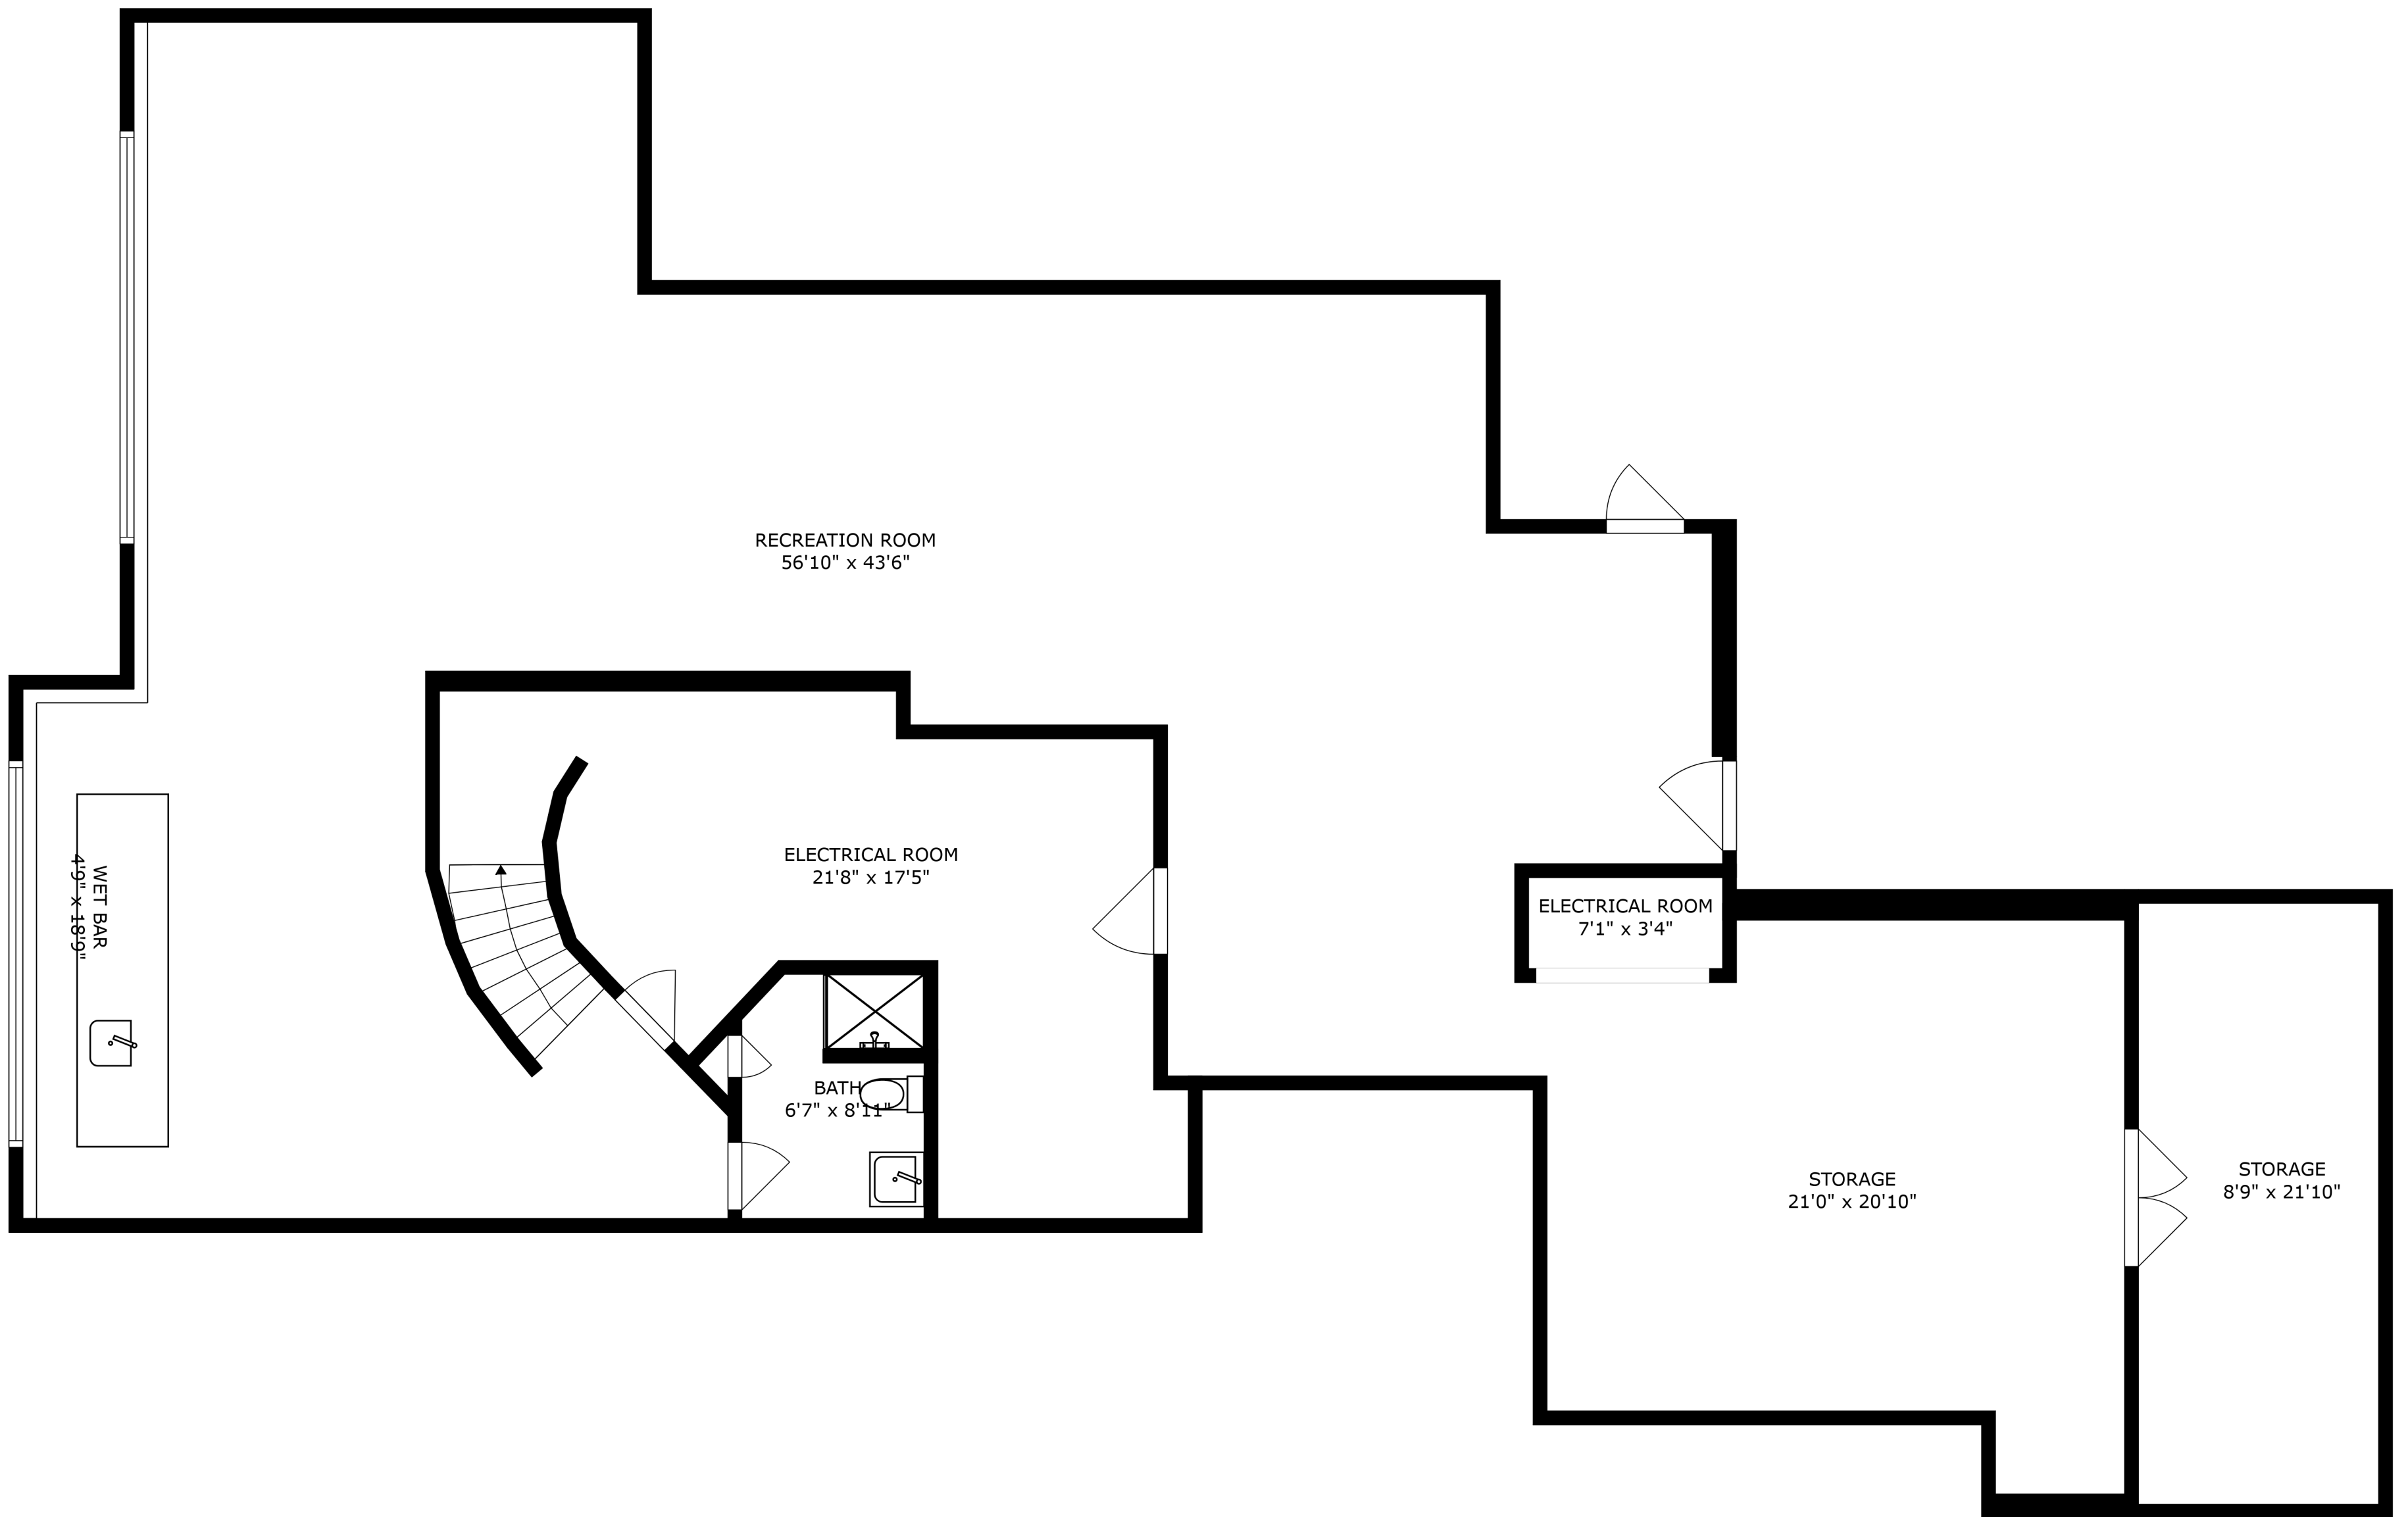 RECREATION ROOM
56'10" x 43'6"
ELECTRICAL ROOM
21'8" x 17'5"
WET BAR
4'9" x 18'9"
ELECTRICAL ROOM
7'1" x 3'4"
BATH
6'7" x 8'11"
STORAGE
21'0" x 20'10"
STORAGE
8'9" x 21'10"